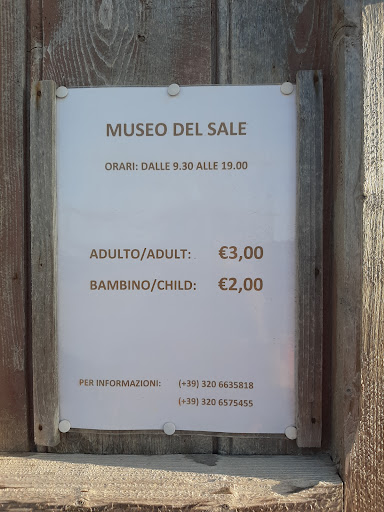 MUSEO DEL SALE
ORARI: DALLE 9.30 ALLE 19.00
ADULTO/ADULT: €3,00
BAMBINO/CHILD: €2,00
PER INFORMAZIONI: (+39) 320 6635818
(+39) 320 6575455